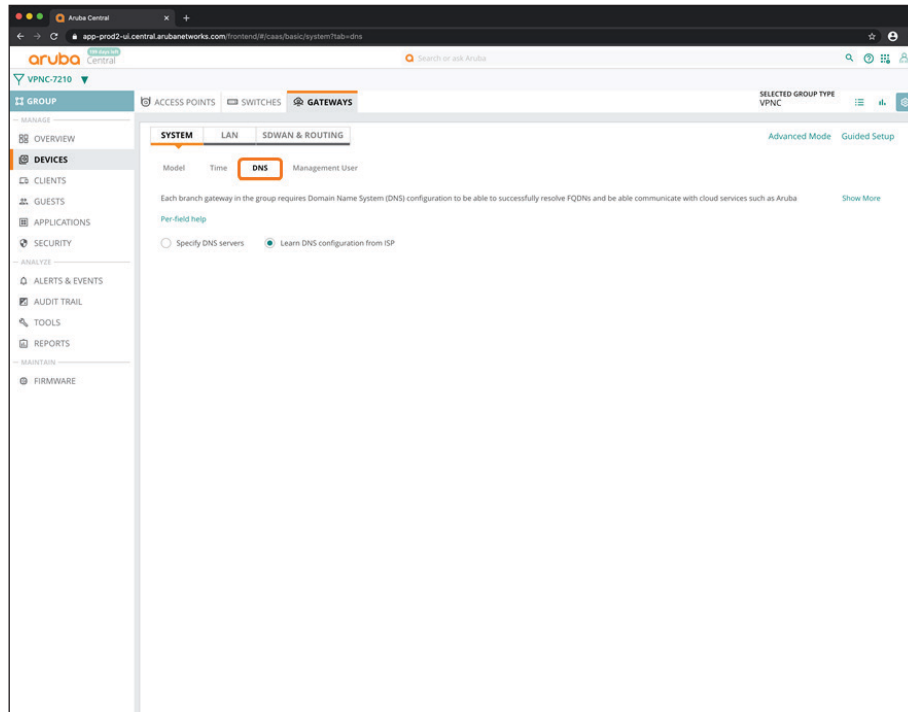 Aruba Central
app-prod2-ui.central.arubanetworks.com/frontend/#/caas/basic/system?tab=dns
aruba Central
Search or ask Aruba
VPNC-7210
GROUP
ACCESS POINTS SWITCHES GATEWAYS
SELECTED GROUP TYPE
VPNC
MANAGE
OVERVIEW
DEVICES
CLIENTS
GUESTS
APPLICATIONS
SECURITY
ANALYZE
ALERTS & EVENTS
AUDIT TRAIL
TOOLS
REPORTS
MAINTAIN
FIRMWARE
SYSTEM LAN SDWAN & ROUTING
Advanced Mode Guided Setup
Model Time DNS Management User
Each branch gateway in the group requires Domain Name System (DNS) configuration to be able to successfully resolve FQDNs and be able communicate with cloud services such as Aruba Show More
Per-field help
Specify DNS servers Learn DNS configuration from ISP